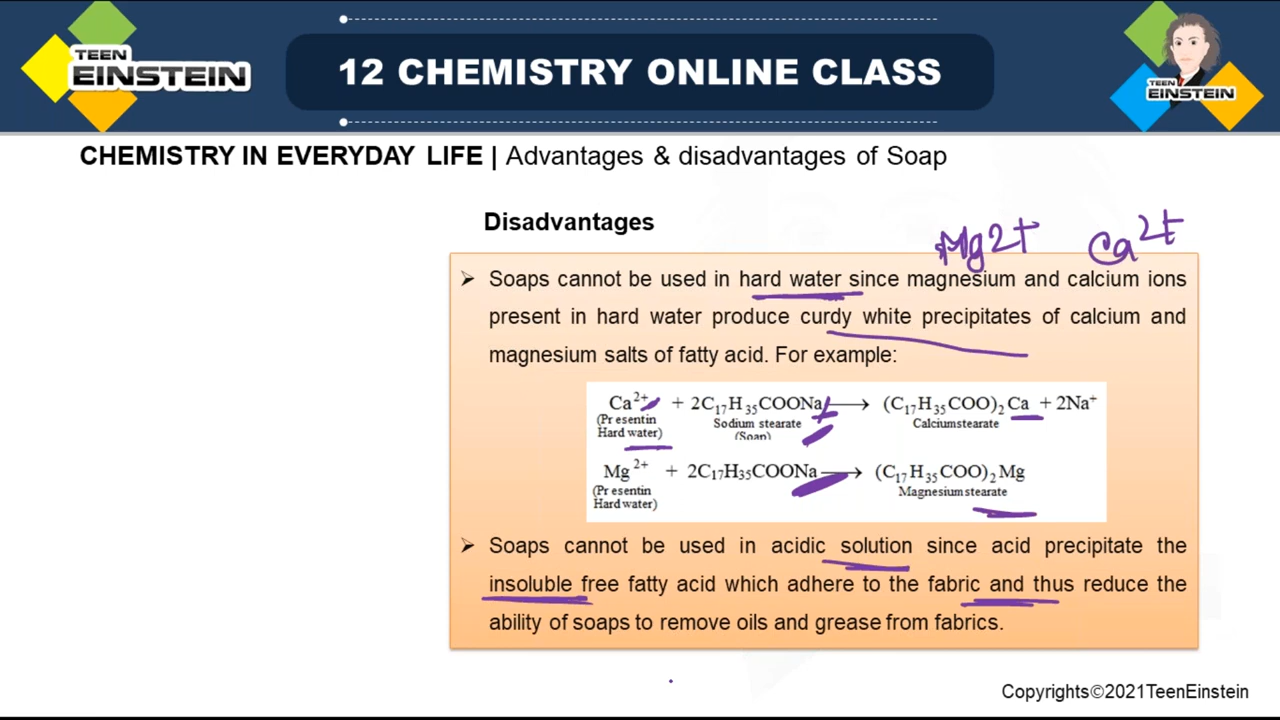 TEEN
EINSTEIN
12 CHEMISTRY ONLINE CLASS
TEEN
EINSTEIN
CHEMISTRY IN EVERYDAY LIFE | Advantages & disadvantages of Soap
Disadvantages
Mg2+ Ca2+
➢ Soaps cannot be used in hard water since magnesium and calcium ions
present in hard water produce curdy white precipitates of calcium and
magnesium salts of fatty acid. For example:
Ca²⁺ + 2C₁₇H₃₅COONa ⟶ (C₁₇H₃₅COO)₂Ca + 2Na⁺
(Pr esentin Sodium stearate Calciumstearate
Hard water) (Soap)
Mg²⁺ + 2C₁₇H₃₅COONa ⟶ (C₁₇H₃₅COO)₂Mg
(Pr esentin Magnesium stearate
Hard water)
➢ Soaps cannot be used in acidic solution since acid precipitate the
insoluble free fatty acid which adhere to the fabric and thus reduce the
ability of soaps to remove oils and grease from fabrics.
Copyrights©2021TeenEinstein